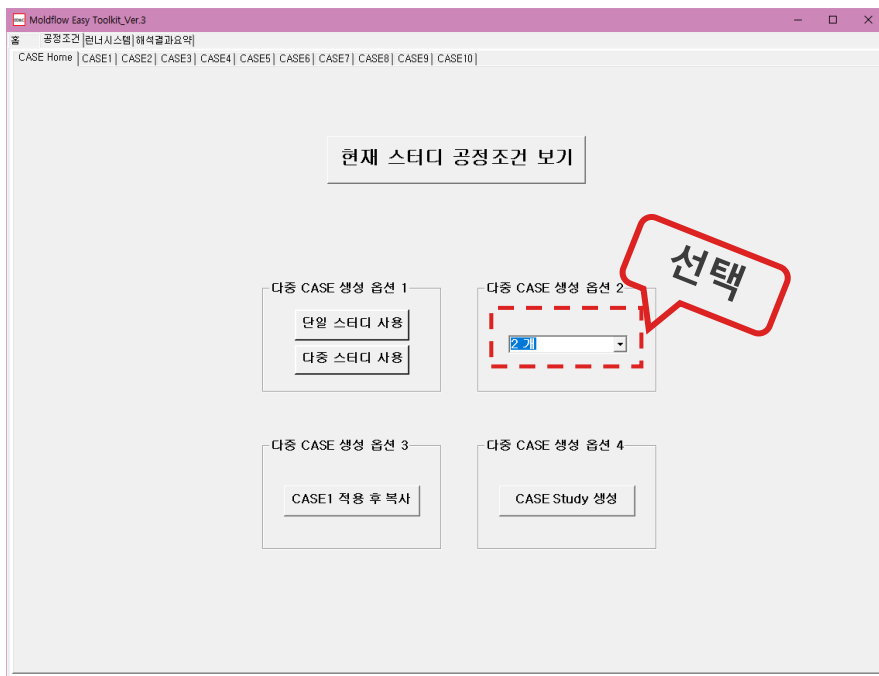 Moldflow Easy Toolkit_Ver.3
홈 공정조건 런너시스템 해석결과요약
CASE Home CASE1 CASE2 CASE3 CASE4 CASE5 CASE6 CASE7 CASE8 CASE9 CASE10
현재 스터디 공정조건 보기
선택
다중 CASE 생성 옵션 1
단일 스터디 사용
다중 스터디 사용
다중 CASE 생성 옵션 2
2 개
다중 CASE 생성 옵션 3
CASE1 적용 후 복사
다중 CASE 생성 옵션 4
CASE Study 생성